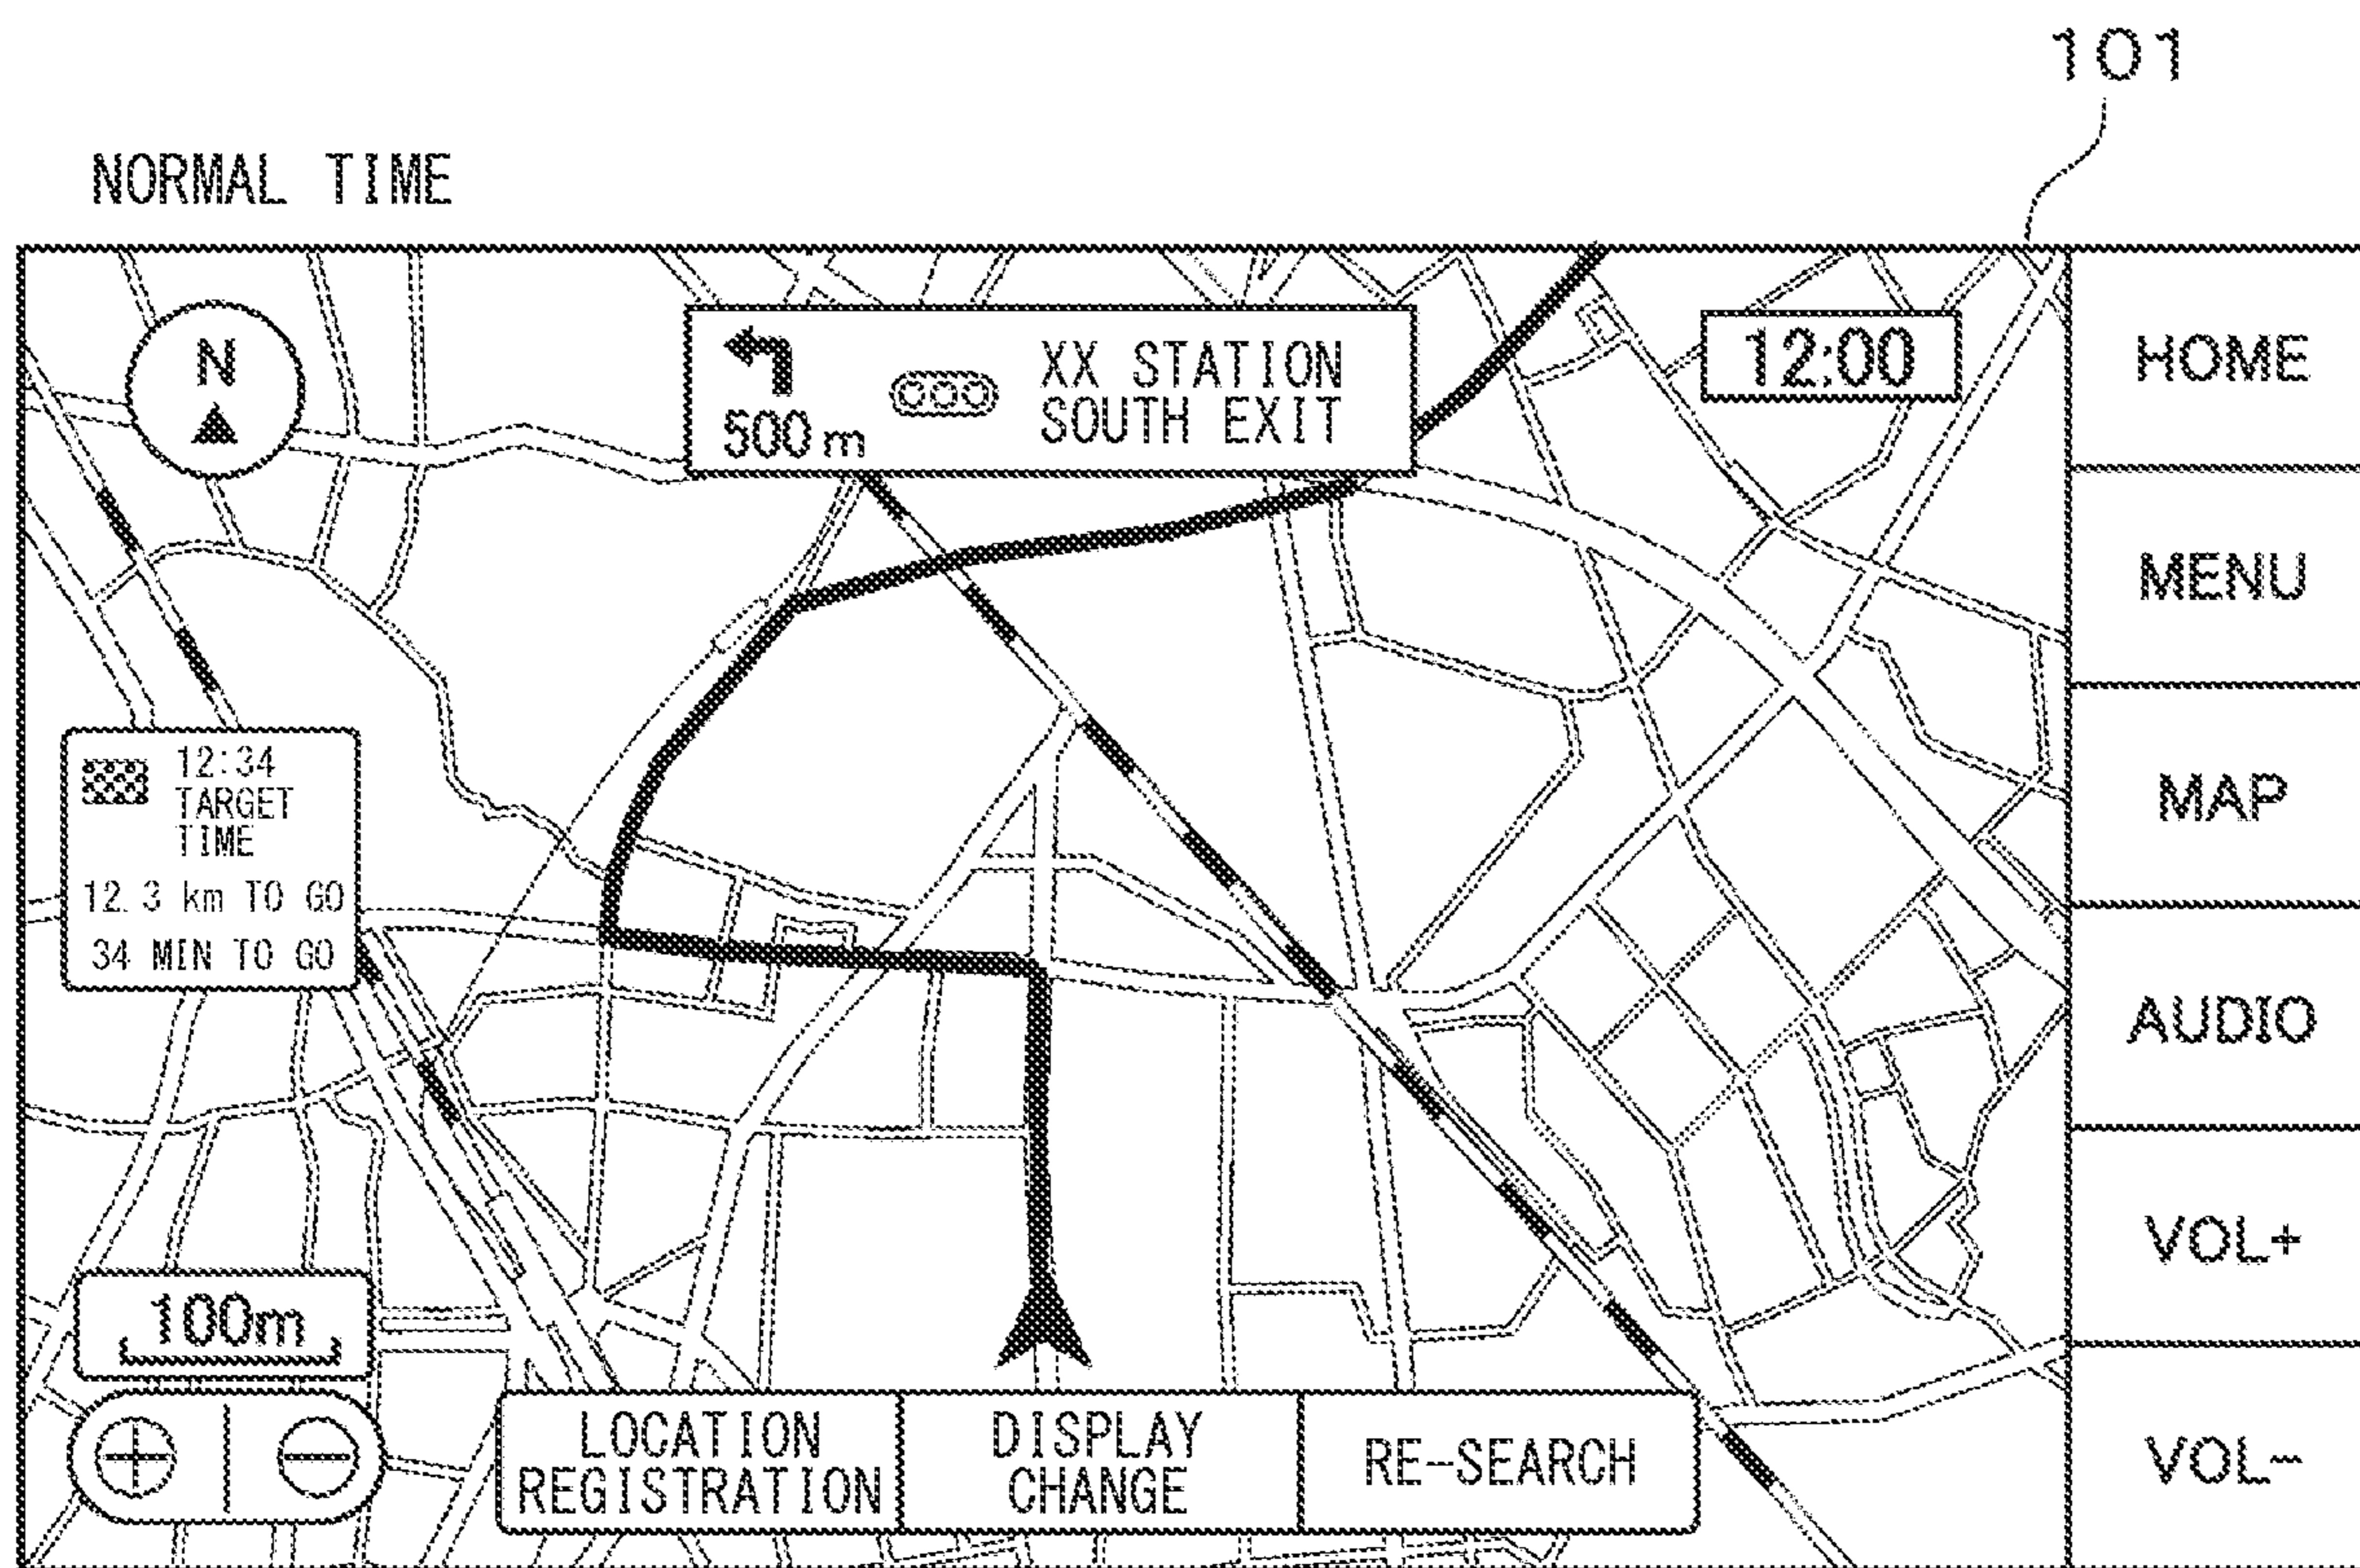 101
NORMAL TIME
N
500 m
XX STATION
SOUTH EXIT
12:00
HOME
MENU
MAP
AUDIO
VOL+
VOL-
12:34
TARGET
TIME
12.3 km TO GO
34 MIN TO GO
100m
LOCATION
REGISTRATION
DISPLAY
CHANGE
RE-SEARCH